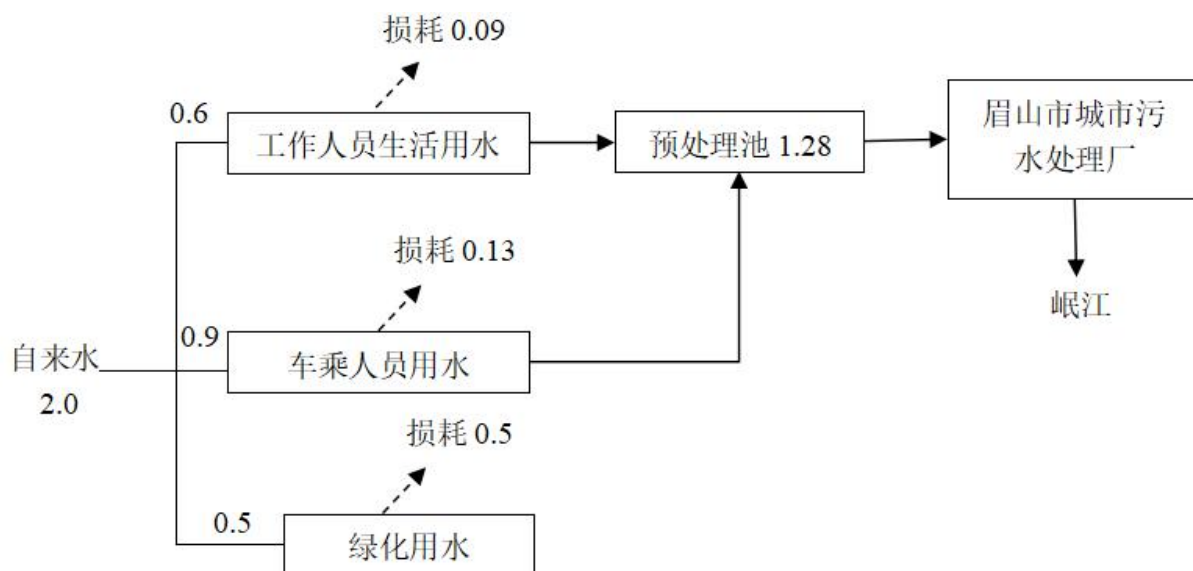 损耗 0.09
0.6
工作人员生活用水
预处理池 1.28
眉山市城市污
水处理厂
损耗 0.13
岷江
0.9
自来水
车乘人员用水
2.0
损耗 0.5
0.5
绿化用水